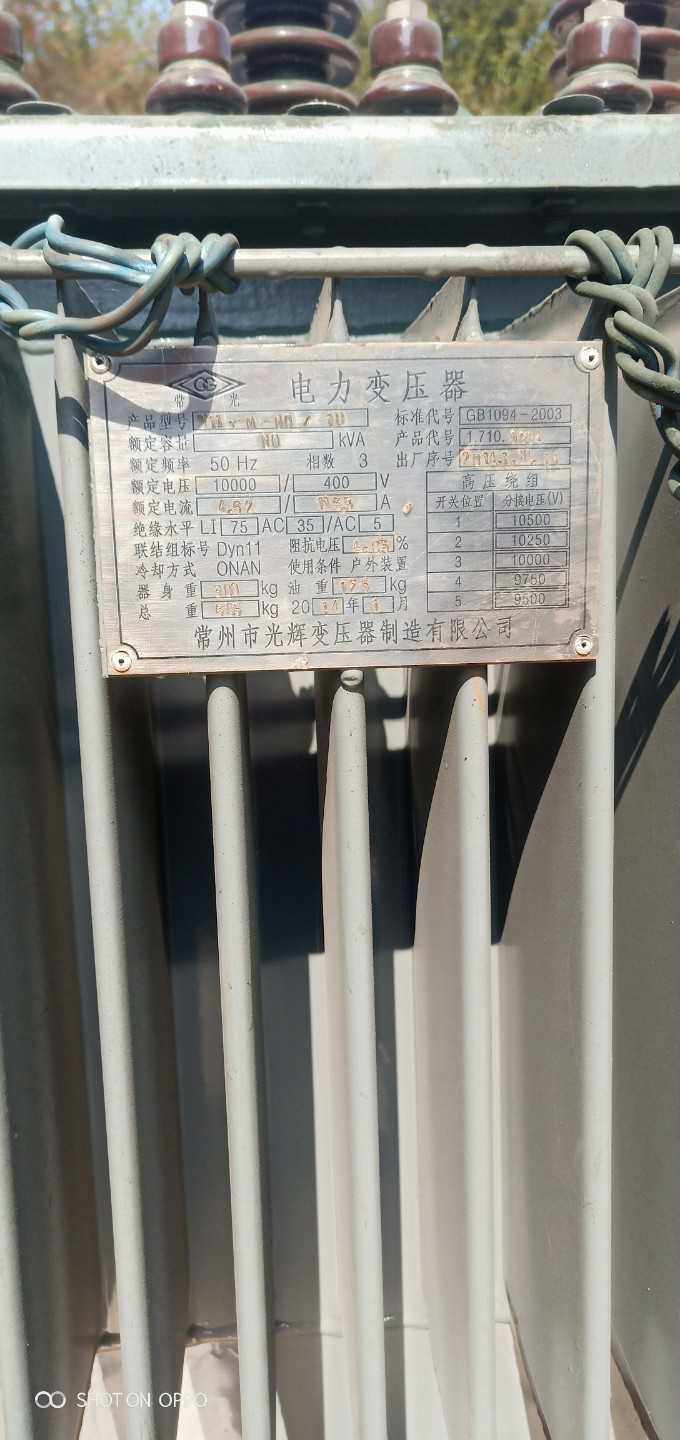 CG
常光
电力变压器
产品型号
标准代号 GB1094-2003
额定容量 kVA
产品代号 1.710.
额定频率 50 Hz 相数 3
出厂序号
额定电压 10000 / 400 V
额定电流 / A
绝缘水平 LI 75 AC 35 /AC 5
联结组标号 Dyn11 阻抗电压 %
冷却方式 ONAN 使用条件 户外装置
器身重 kg 油重 kg
总重 kg 2014年1月
高压绕组
开关位置 分接电压(V)
1 10500
2 10250
3 10000
4 9750
5 9500
常州市光辉变压器制造有限公司
SHOT ON OPPO